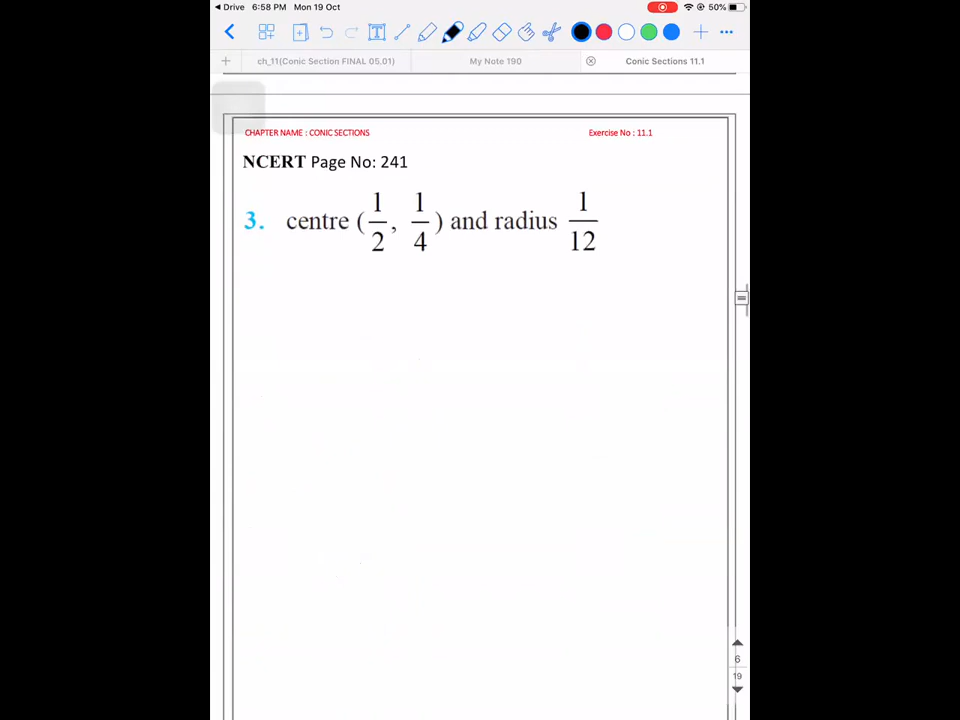 Drive 6:58 PM Mon 19 Oct 50%
ch_11(Conic Section FINAL 05.01) My Note 190 Conic Sections 11.1
CHAPTER NAME : CONIC SECTIONS Exercise No : 11.1
NCERT Page No: 241
3. centre (1/2, 1/4) and radius 1/12
6
19